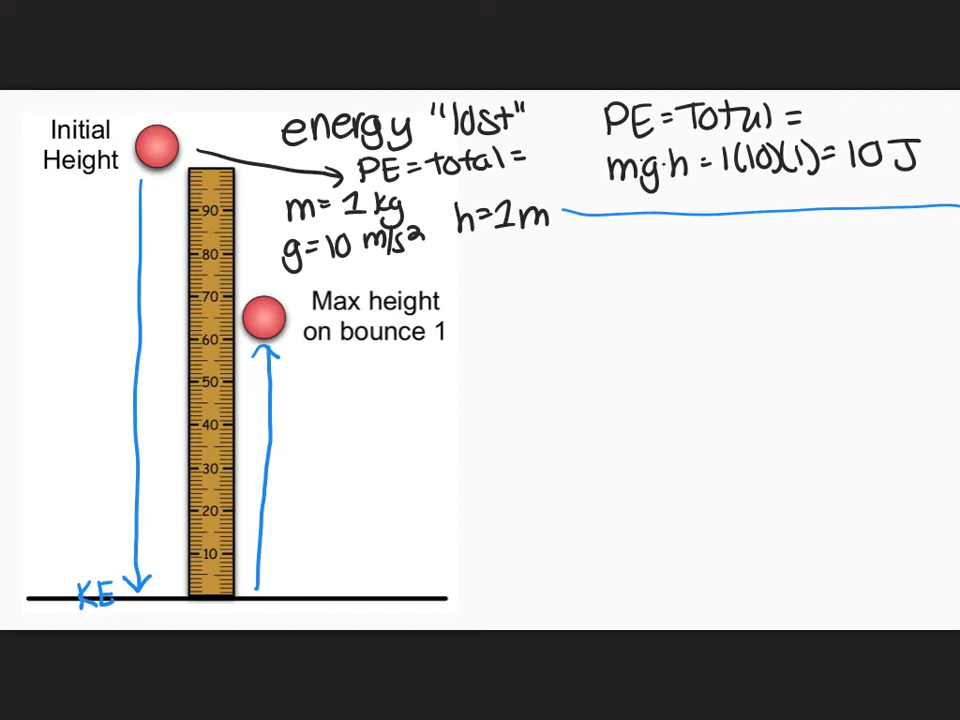 Initial
Height
energy "lost"
PE = total =
m = 1 kg
g = 10 m/s²
h = 1m
PE = Total =
m·g·h = 1(10)(1) = 10 J
Max height
on bounce 1
90
80
70
60
50
40
30
20
10
KE